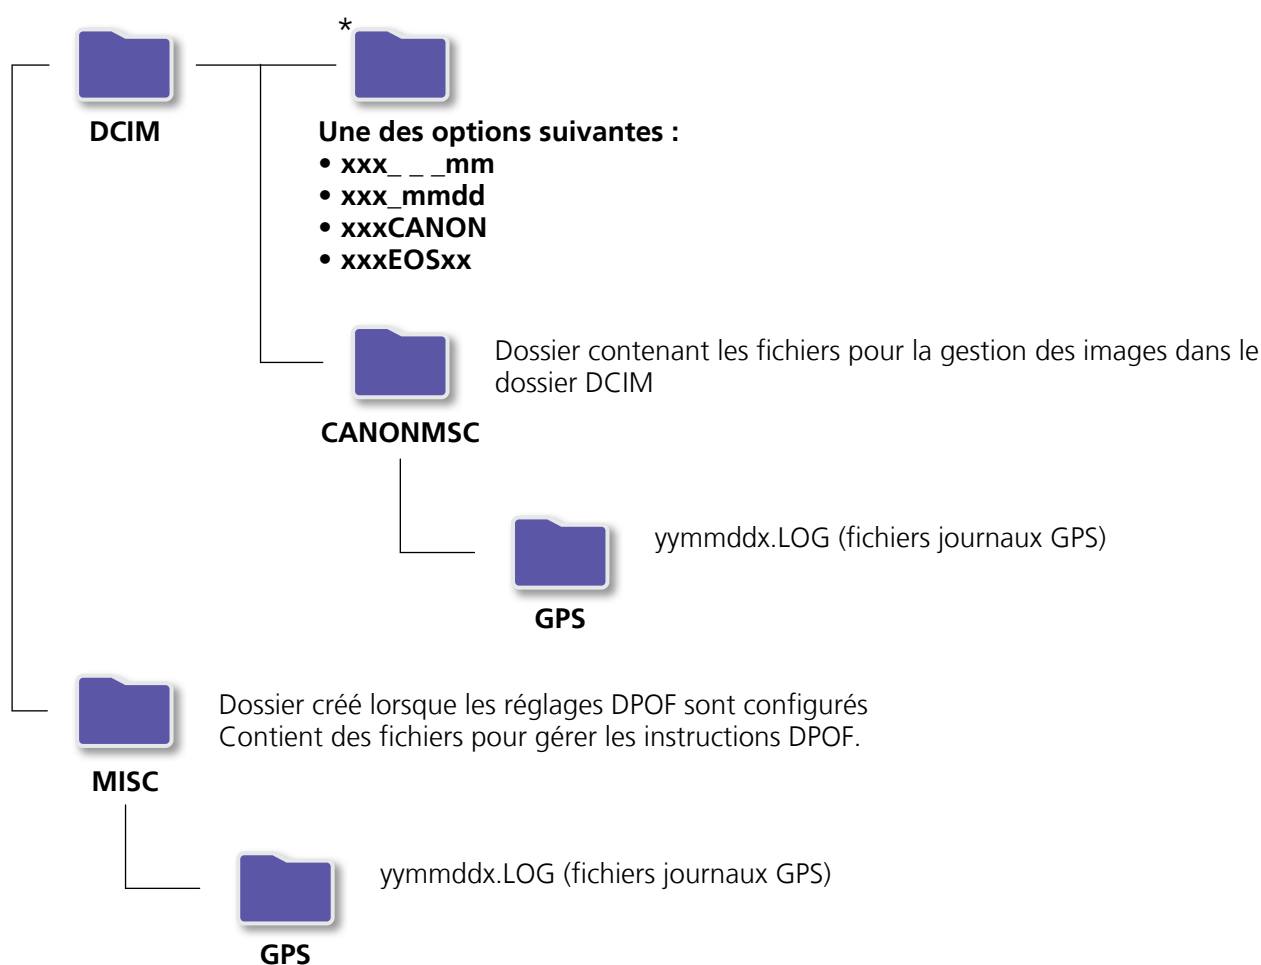 *
DCIM
Une des options suivantes :
• xxx_ _ _mm
• xxx_mmdd
• xxxCANON
• xxxEOSxx
Dossier contenant les fichiers pour la gestion des images dans le
dossier DCIM
CANONMSC
yymmddx.LOG (fichiers journaux GPS)
GPS
Dossier créé lorsque les réglages DPOF sont configurés
Contient des fichiers pour gérer les instructions DPOF.
MISC
yymmddx.LOG (fichiers journaux GPS)
GPS